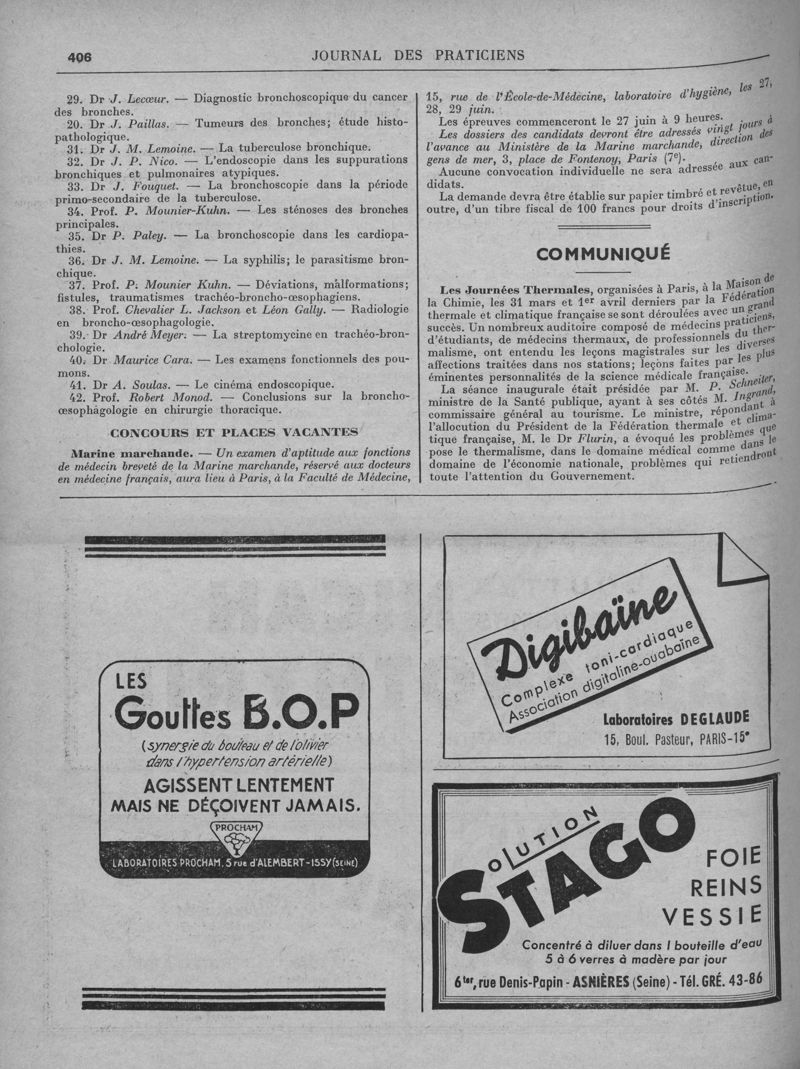 406
JOURNAL DES PRATICIENS
29. Dr J. Lecœur. — Diagnostic bronchoscopique du cancer
des bronches.
20. Dr J. Paillas. — Tumeurs des bronches; étude histo-
pathologique.
31. Dr J. M. Lemoine. — La tuberculose bronchique.
32. Dr J. P. Nico. — L'endoscopie dans les suppurations
bronchiques et pulmonaires atypiques.
33. Dr J. Fouquet. — La bronchoscopie dans la période
primo-secondaire de la tuberculose.
34. Prof. P. Mounier-Kuhn. — Les sténoses des bronches
principales.
35. Dr P. Paley. — La bronchoscopie dans les cardiopa-
thies.
36. Dr J. M. Lemoine. — La syphilis; le parasitisme bron-
chique.
37. Prof. P. Mounier Kuhn. — Déviations, malformations;
fistules, traumatismes trachéo-broncho-œsophagiens.
38. Prof. Chevalier L. Jackson et Léon Gally. — Radiologie
en broncho-œsophagologie.
39. Dr André Meyer. — La streptomycine en trachéo-bron-
chologie.
40. Dr Maurice Cara. — Les examens fonctionnels des pou-
mons.
41. Dr A. Soulas. — Le cinéma endoscopique.
42. Prof. Robert Monod. — Conclusions sur la broncho-
œsophagologie en chirurgie thoracique.
CONCOURS ET PLACES VACANTES
Marine marchande. — Un examen d'aptitude aux fonctions
de médecin breveté de la Marine marchande, réservé aux docteurs
en médecine français, aura lieu à Paris, à la Faculté de Médecine,
15, rue de l'École-de-Médecine, laboratoire d'hygiène, les 27,
28, 29 juin.
Les épreuves commenceront le 27 juin à 9 heures.
Les dossiers des candidats devront être adressés vingt jours à
l'avance au Ministère de la Marine marchande, direction des
gens de mer, 3, place de Fontenoy, Paris (7e).
Aucune convocation individuelle ne sera adressée aux can-
didats.
La demande devra être établie sur papier timbré et revêtue, en
outre, d'un tibre fiscal de 100 francs pour droits d'inscription.
COMMUNIQUÉ
Les Journées Thermales, organisées à Paris, à la Maison de
la Chimie, les 31 mars et 1er avril derniers par la Fédération
thermale et climatique française se sont déroulées avec un grand
succès. Un nombreux auditoire composé de médecins praticiens,
d'étudiants, de médecins thermaux, de professionnels du ther-
malisme, ont entendu les leçons magistrales sur les diverses
affections traitées dans nos stations; leçons faites par les plus
éminentes personnalités de la science médicale française.
La séance inaugurale était présidée par M. P. Schneiter,
ministre de la Santé publique, ayant à ses côtés M. Ingrand,
commissaire général au tourisme. Le ministre, répondant à
l'allocution du Président de la Fédération thermale et clima-
tique française, M. le Dr Flurin, a évoqué les problèmes que
pose le thermalisme, dans le domaine médical comme dans le
domaine de l'économie nationale, problèmes qui retiendront
toute l'attention du Gouvernement.
LES
Gouttes B.O.P
(synergie du bouleau et de l'olivier
dans l'hypertension artérielle)
AGISSENT LENTEMENT
MAIS NE DÉÇOIVENT JAMAIS.
PROCHAM
LABORATOIRES PROCHAM, 5 rue d'ALEMBERT-ISSY (SEINE)
Digibaïne
Complexe toni-cardiaque
Association digitaline-ouabaïne
Laboratoires DEGLAUDE
15, Boul. Pasteur, PARIS-15e
SOLUTION
STAGO
FOIE
REINS
VESSIE
Concentré à diluer dans 1 bouteille d'eau
5 à 6 verres à madère par jour
6ter, rue Denis-Papin - ASNIÈRES (Seine) - Tél. GRÉ. 43-86